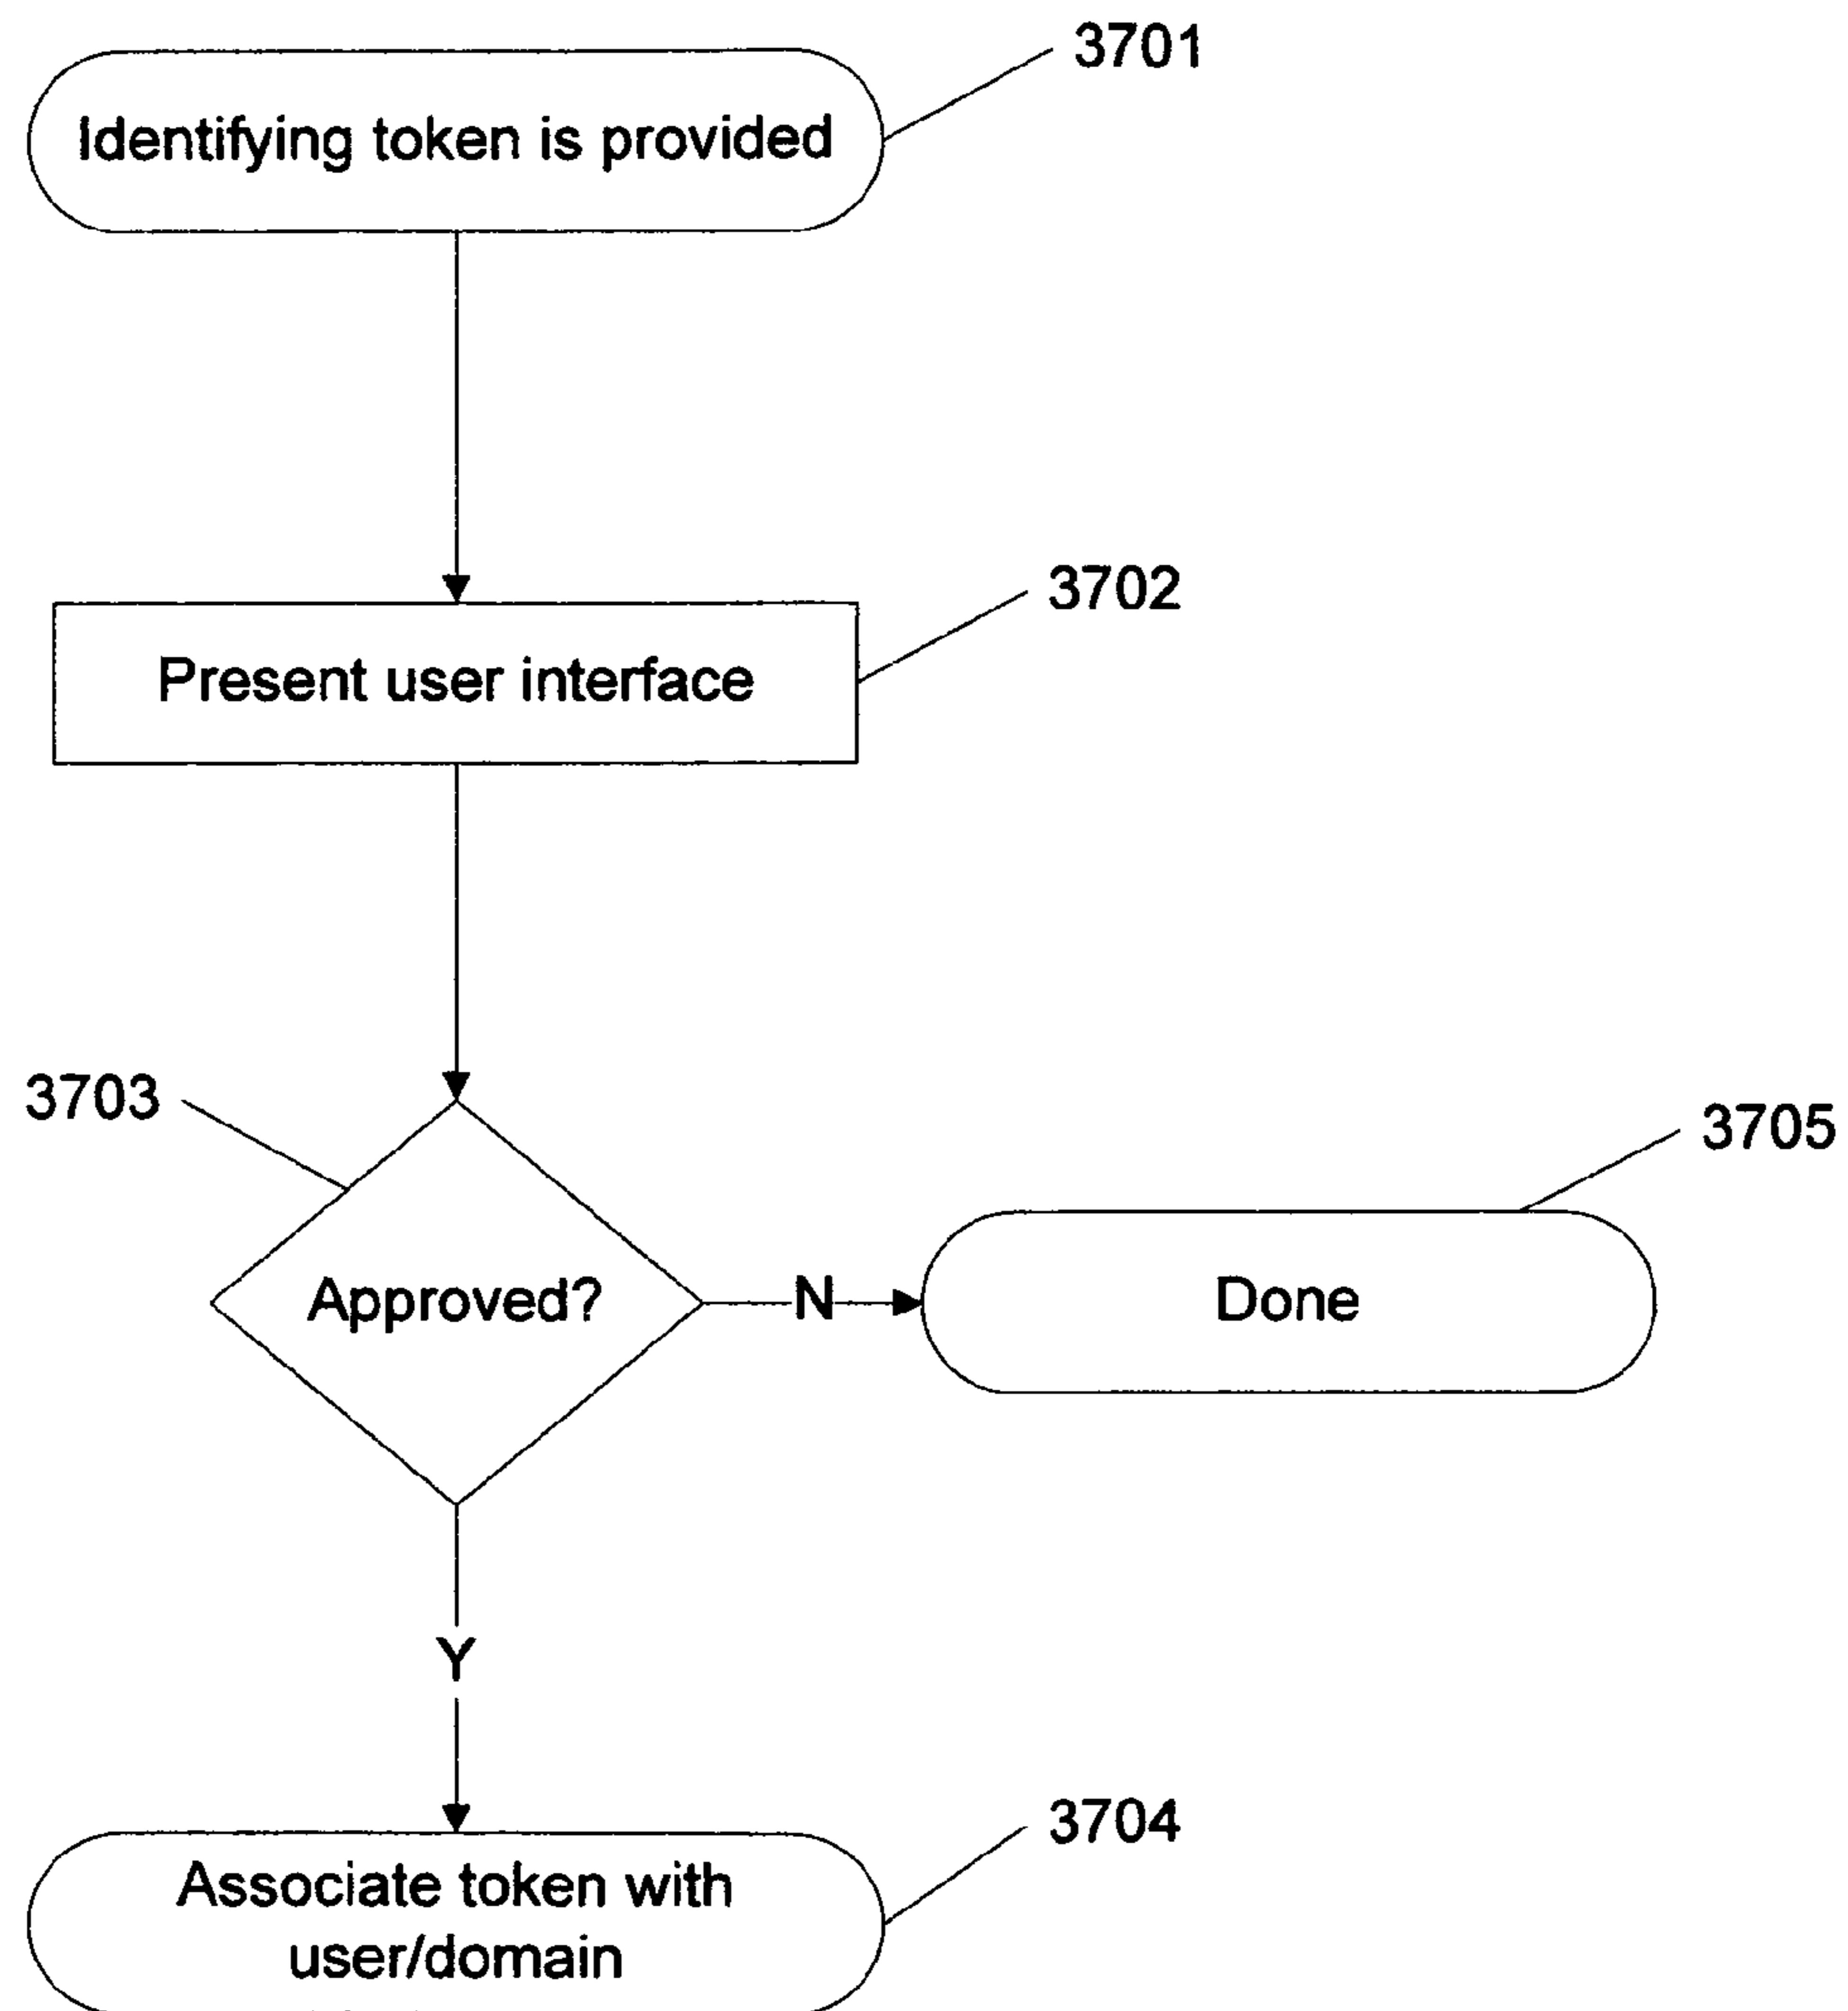 3701
Identifying token is provided
3702
Present user interface
3703
3705
Approved?
N
Done
Y
3704
Associate token with
user/domain